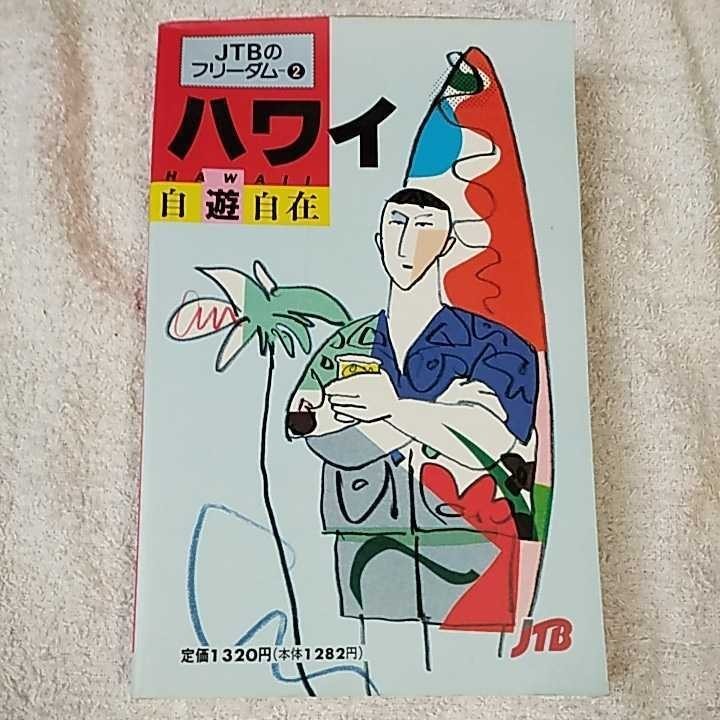 JTBの
フリーダム2
ハワイ
HAWAII
自遊自在
定価1320円(本体1282円)
JTB